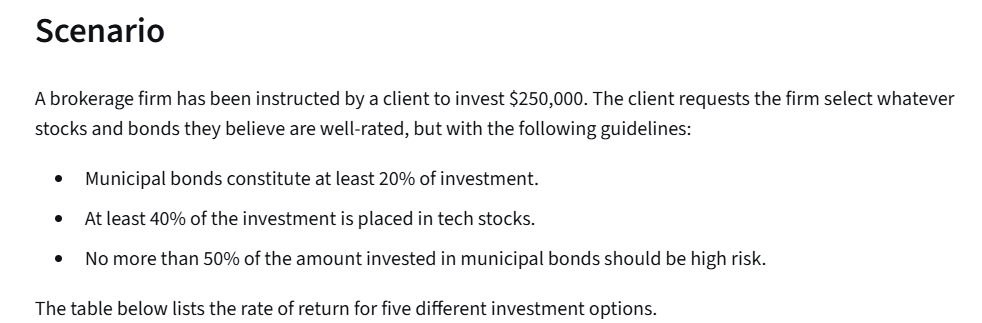 Scenario
A brokerage firm has been instructed by a client to invest $250,000. The client requests the firm select whatever
stocks and bonds they believe are well-rated, but with the following guidelines:
• Municipal bonds constitute at least 20% of investment.
• At least 40% of the investment is placed in tech stocks.
• No more than 50% of the amount invested in municipal bonds should be high risk.
The table below lists the rate of return for five different investment options.